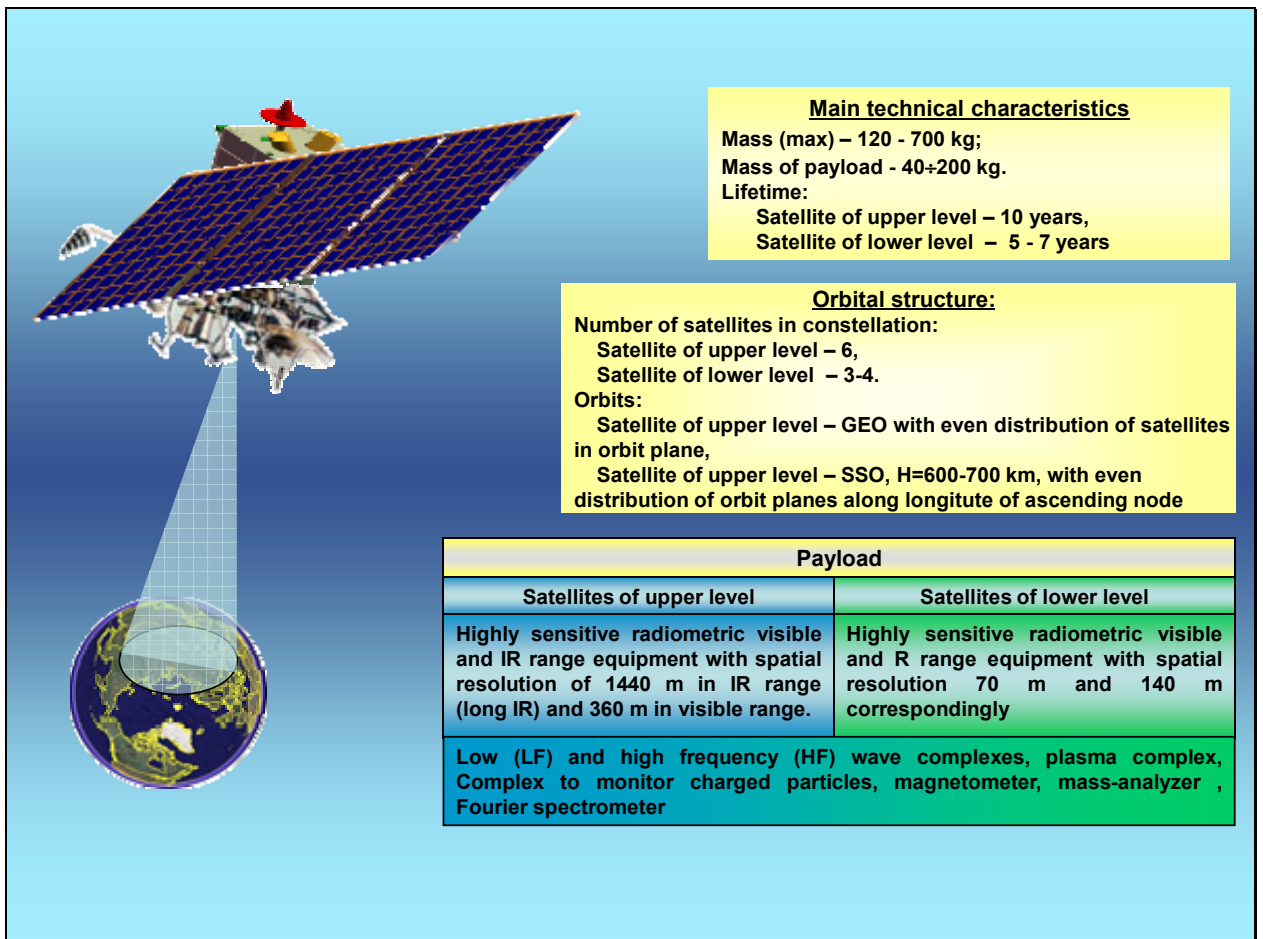 Main technical characteristics
Mass (max) – 120 - 700 kg;
Mass of payload - 40÷200 kg.
Lifetime:
Satellite of upper level – 10 years,
Satellite of lower level – 5 - 7 years
Orbital structure:
Number of satellites in constellation:
Satellite of upper level – 6,
Satellite of lower level – 3-4.
Orbits:
Satellite of upper level – GEO with even distribution of satellites
in orbit plane,
Satellite of upper level – SSO, H=600-700 km, with even
distribution of orbit planes along longitute of ascending node
Payload
Satellites of upper level
Highly sensitive radiometric visible
and IR range equipment with spatial
resolution of 1440 m in IR range
(long IR) and 360 m in visible range.
Satellites of lower level
Highly sensitive radiometric visible
and R range equipment with spatial
resolution 70 m and 140 m
correspondingly
Low (LF) and high frequency (HF) wave complexes, plasma complex,
Complex to monitor charged particles, magnetometer, mass-analyzer ,
Fourier spectrometer